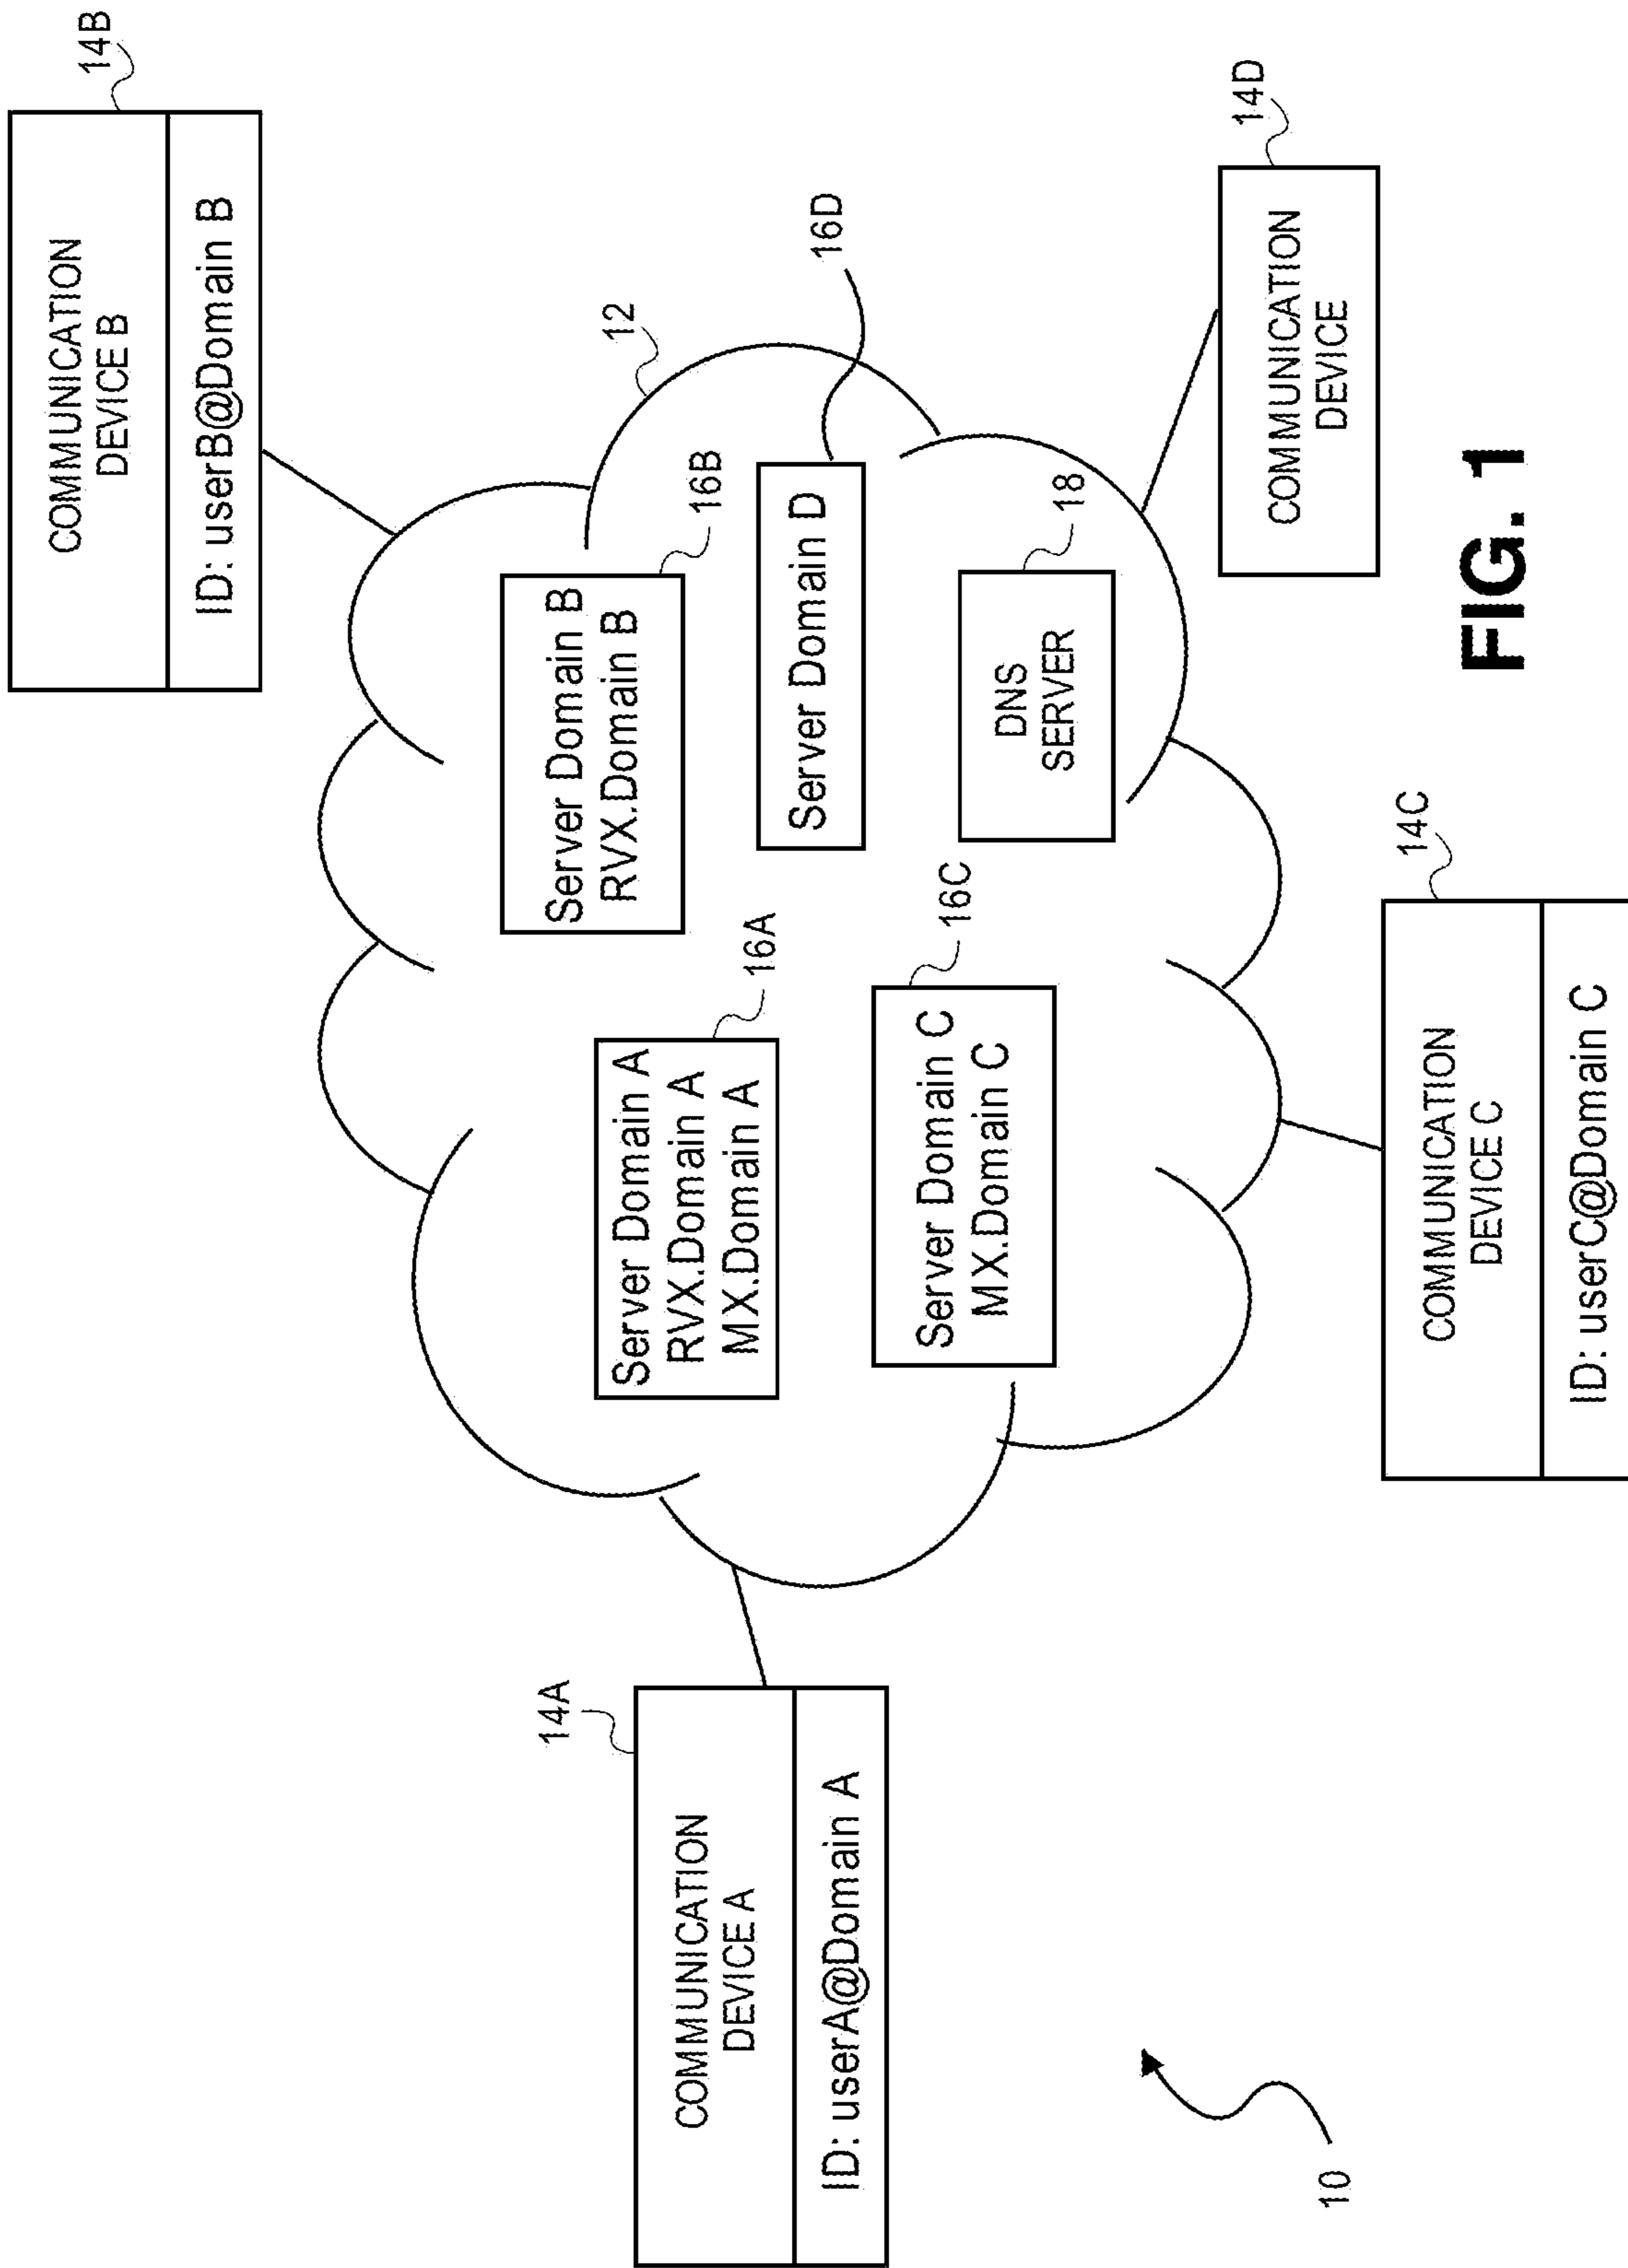 14B
COMMUNICATION
DEVICE B
ID: userB@Domain B
12
16D
14D
COMMUNICATION
DEVICE
Server Domain B
RVX.Domain B
16B
Server Domain D
DNS
SERVER
18
Server Domain A
RVX.Domain A
MX.Domain A
16A
Server Domain C
MX.Domain C
16C
14C
COMMUNICATION
DEVICE C
ID: userC@Domain C
14A
COMMUNICATION
DEVICE A
ID: userA@Domain A
10
FIG. 1